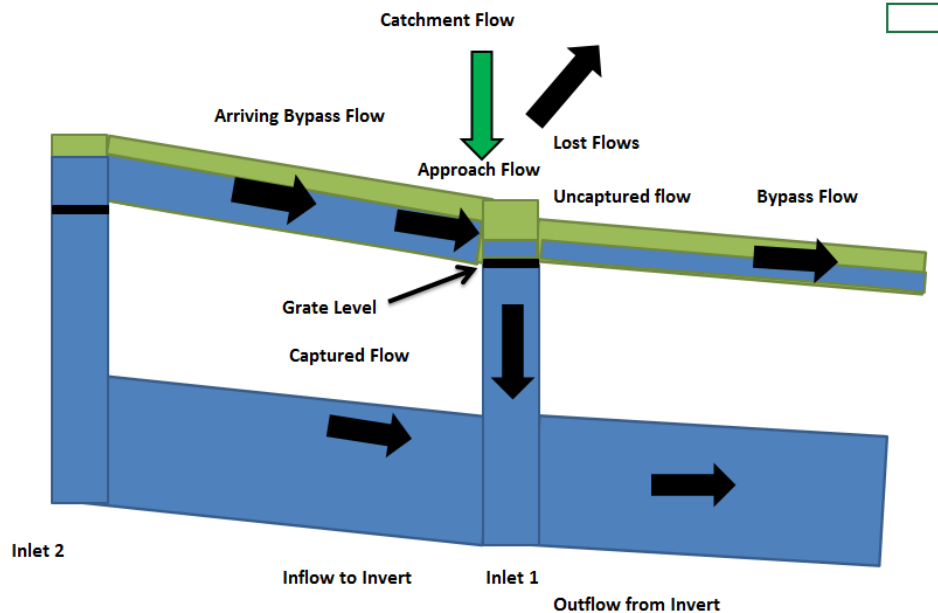 Catchment Flow
Arriving Bypass Flow
Lost Flows
Approach Flow
Uncaptured flow
Bypass Flow
Grate Level
Captured Flow
Inlet 2
Inflow to Invert
Inlet 1
Outflow from Invert